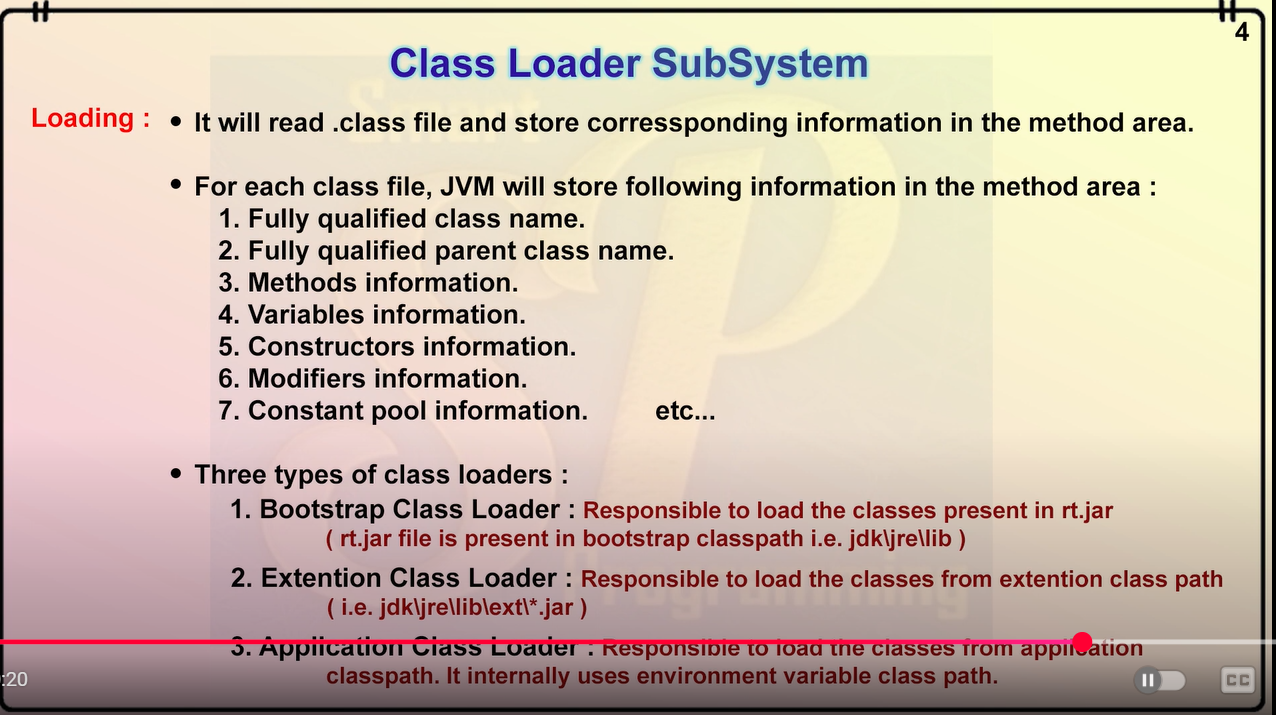 4
Class Loader SubSystem
Loading : • It will read .class file and store corressponding information in the method area.
• For each class file, JVM will store following information in the method area :
1. Fully qualified class name.
2. Fully qualified parent class name.
3. Methods information.
4. Variables information.
5. Constructors information.
6. Modifiers information.
7. Constant pool information. etc...
• Three types of class loaders :
1. Bootstrap Class Loader : Responsible to load the classes present in rt.jar
( rt.jar file is present in bootstrap classpath i.e. jdk\jre\lib )
2. Extention Class Loader : Responsible to load the classes from extention class path
( i.e. jdk\jre\lib\ext\*.jar )
3. Application Class Loader : Responsible to load the classes from application
classpath. It internally uses environment variable class path.
:20
CC
Smart
SP
Programming